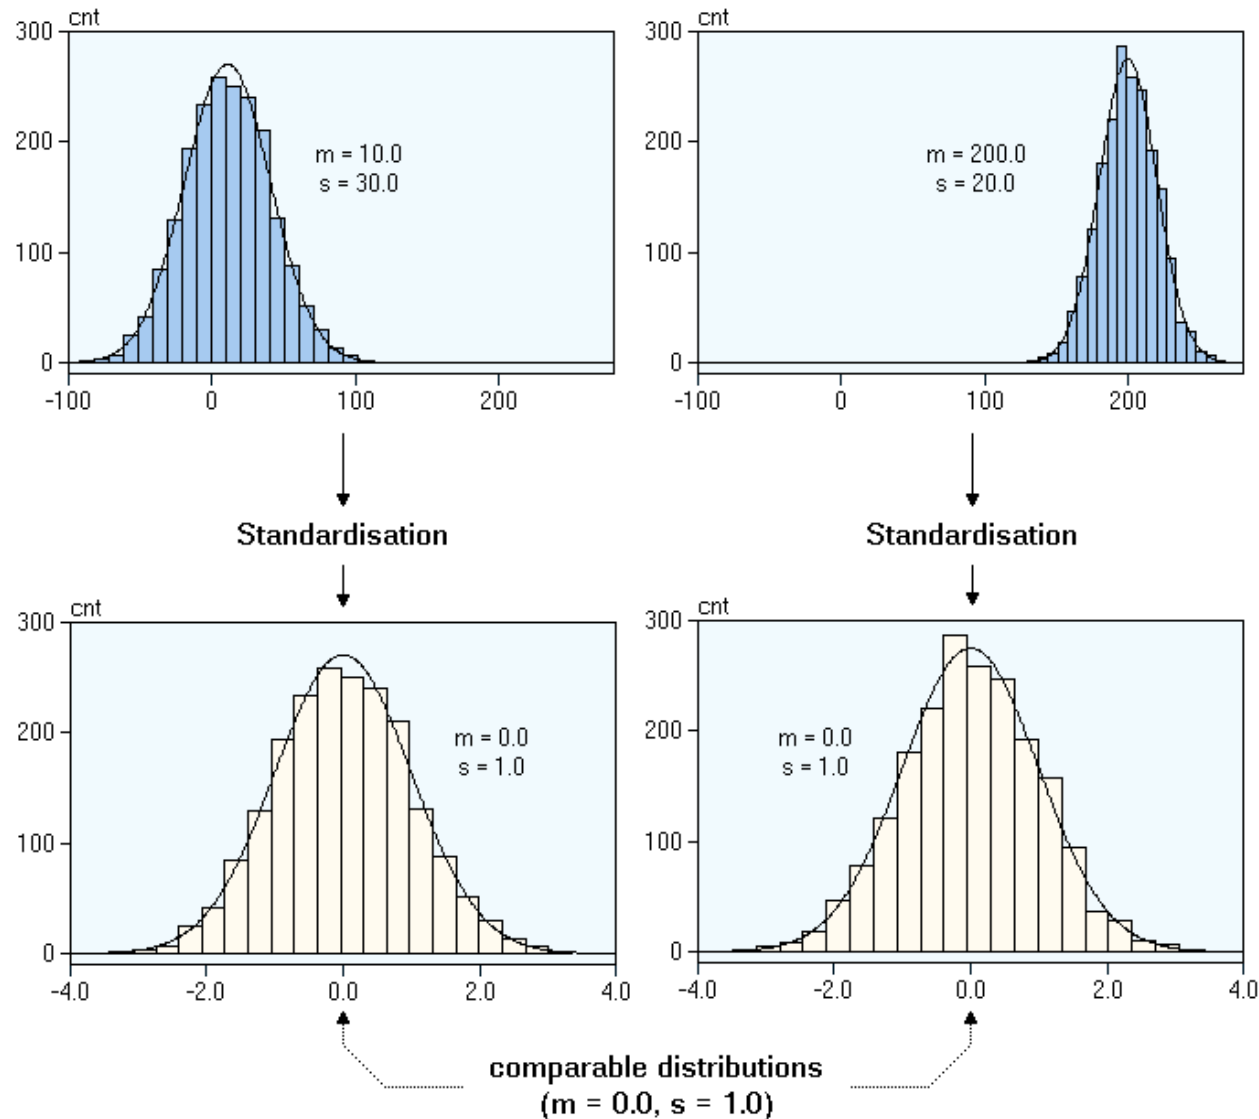 cnt
300
200
100
0
m = 10.0
s = 30.0
-100 0 100 200
cnt
300
200
100
0
m = 200.0
s = 20.0
-100 0 100 200
Standardisation
Standardisation
cnt
300
200
100
0
m = 0.0
s = 1.0
-4.0 -2.0 0.0 2.0 4.0
cnt
300
200
100
0
m = 0.0
s = 1.0
-4.0 -2.0 0.0 2.0 4.0
comparable distributions
(m = 0.0, s = 1.0)